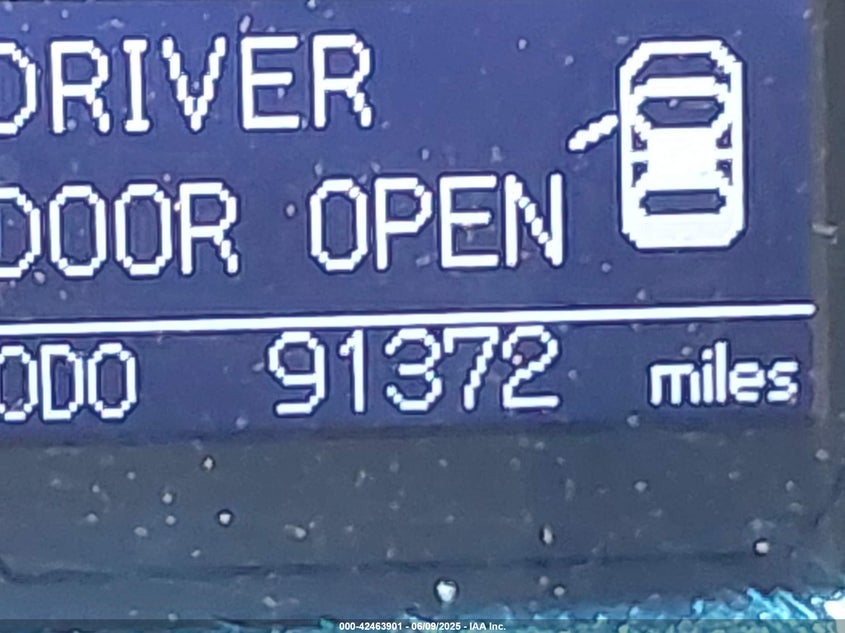 DRIVER
DOOR OPEN
ODO 91372 miles
000-42463901 - 06/09/2025 - IAA Inc.